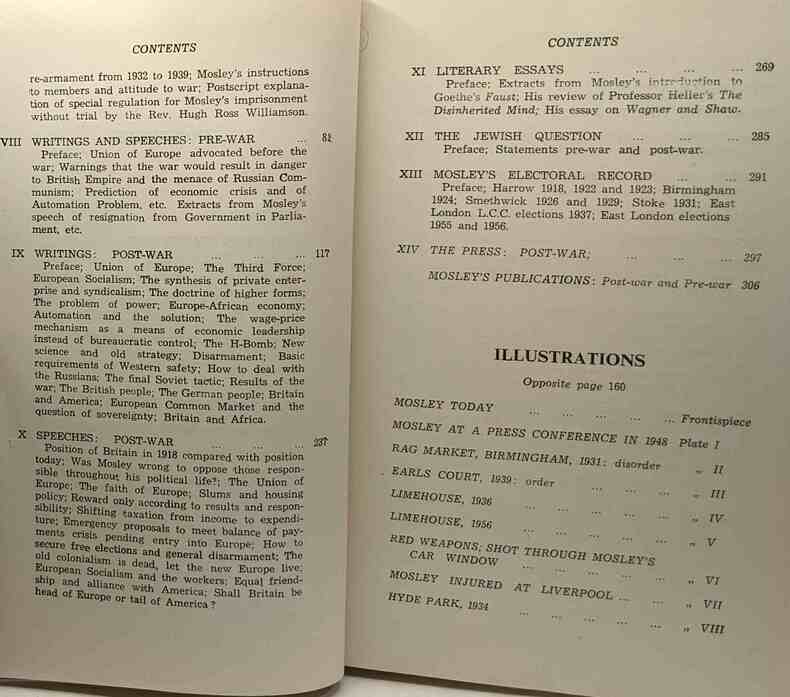 CONTENTS
re-armament from 1932 to 1939; Mosley's instructions
to members and attitude to war; Postscript explana-
tion of special regulation for Mosley's imprisonment
without trial by the Rev. Hugh Ross Williamson.
VIII WRITINGS AND SPEECHES: PRE-WAR ... 81
Preface; Union of Europe advocated before the
war; Warnings that the war would result in danger
to British Empire and the menace of Russian Com-
munism; Prediction of economic crisis and of
Automation Problem, etc. Extracts from Mosley's
speech of resignation from Government in Parlia-
ment, etc.
IX WRITINGS: POST-WAR ... ... ... 117
Preface; Union of Europe; The Third Force;
European Socialism; The synthesis of private enter-
prise and syndicalism; The doctrine of higher forms;
The problem of power; Europe-African economy;
Automation and the solution; The wage-price
mechanism as a means of economic leadership
instead of bureaucratic control; The H-Bomb; New
science and old strategy; Disarmament; Basic
requirements of Western safety; How to deal with
the Russians; The final Soviet tactic; Results of the
war; The British people; The German people; Britain
and America; European Common Market and the
question of sovereignty; Britain and Africa.
X SPEECHES: POST-WAR ... ... ... 237
Position of Britain in 1918 compared with position
today; Was Mosley wrong to oppose those respon-
sible throughout his political life?; The Union of
Europe; The faith of Europe; Slums and housing
policy; Reward only according to results and respon-
sibility; Shifting taxation from income to expendi-
ture; Emergency proposals to meet balance of pay-
ments crisis pending entry into Europe; How to
secure free elections and general disarmament; The
old colonialism is dead, let the new Europe live;
European Socialism and the workers; Equal friend-
ship and alliance with America; Shall Britain be
head of Europe or tail of America?
CONTENTS
XI LITERARY ESSAYS ... ... ... ... 269
Preface; Extracts from Mosley's introduction to
Goethe's Faust; His review of Professor Heller's The
Disinherited Mind; His essay on Wagner and Shaw.
XII THE JEWISH QUESTION ... ... ... 285
Preface; Statements pre-war and post-war.
XIII MOSLEY'S ELECTORAL RECORD ... ... 291
Preface; Harrow 1918, 1922 and 1923; Birmingham
1924; Smethwick 1926 and 1929; Stoke 1931; East
London L.C.C. elections 1937; East London elections
1955 and 1956.
XIV THE PRESS: POST-WAR; ... ... ... 297
MOSLEY'S PUBLICATIONS: Post-war and Pre-war 306
ILLUSTRATIONS
Opposite page 160
MOSLEY TODAY ... ... ... ... ... Frontispiece
MOSLEY AT A PRESS CONFERENCE IN 1948 Plate I
RAG MARKET, BIRMINGHAM, 1931: disorder „ II
EARLS COURT, 1939: order ... ... ... „ III
LIMEHOUSE, 1936 ... ... ... ... „ IV
LIMEHOUSE, 1956 ... ... ... ... „ V
RED WEAPONS; SHOT THROUGH MOSLEY'S
CAR WINDOW ... ... ... ... ... „ VI
MOSLEY INJURED AT LIVERPOOL ... ... „ VII
HYDE PARK, 1934 ... ... ... ... „ VIII